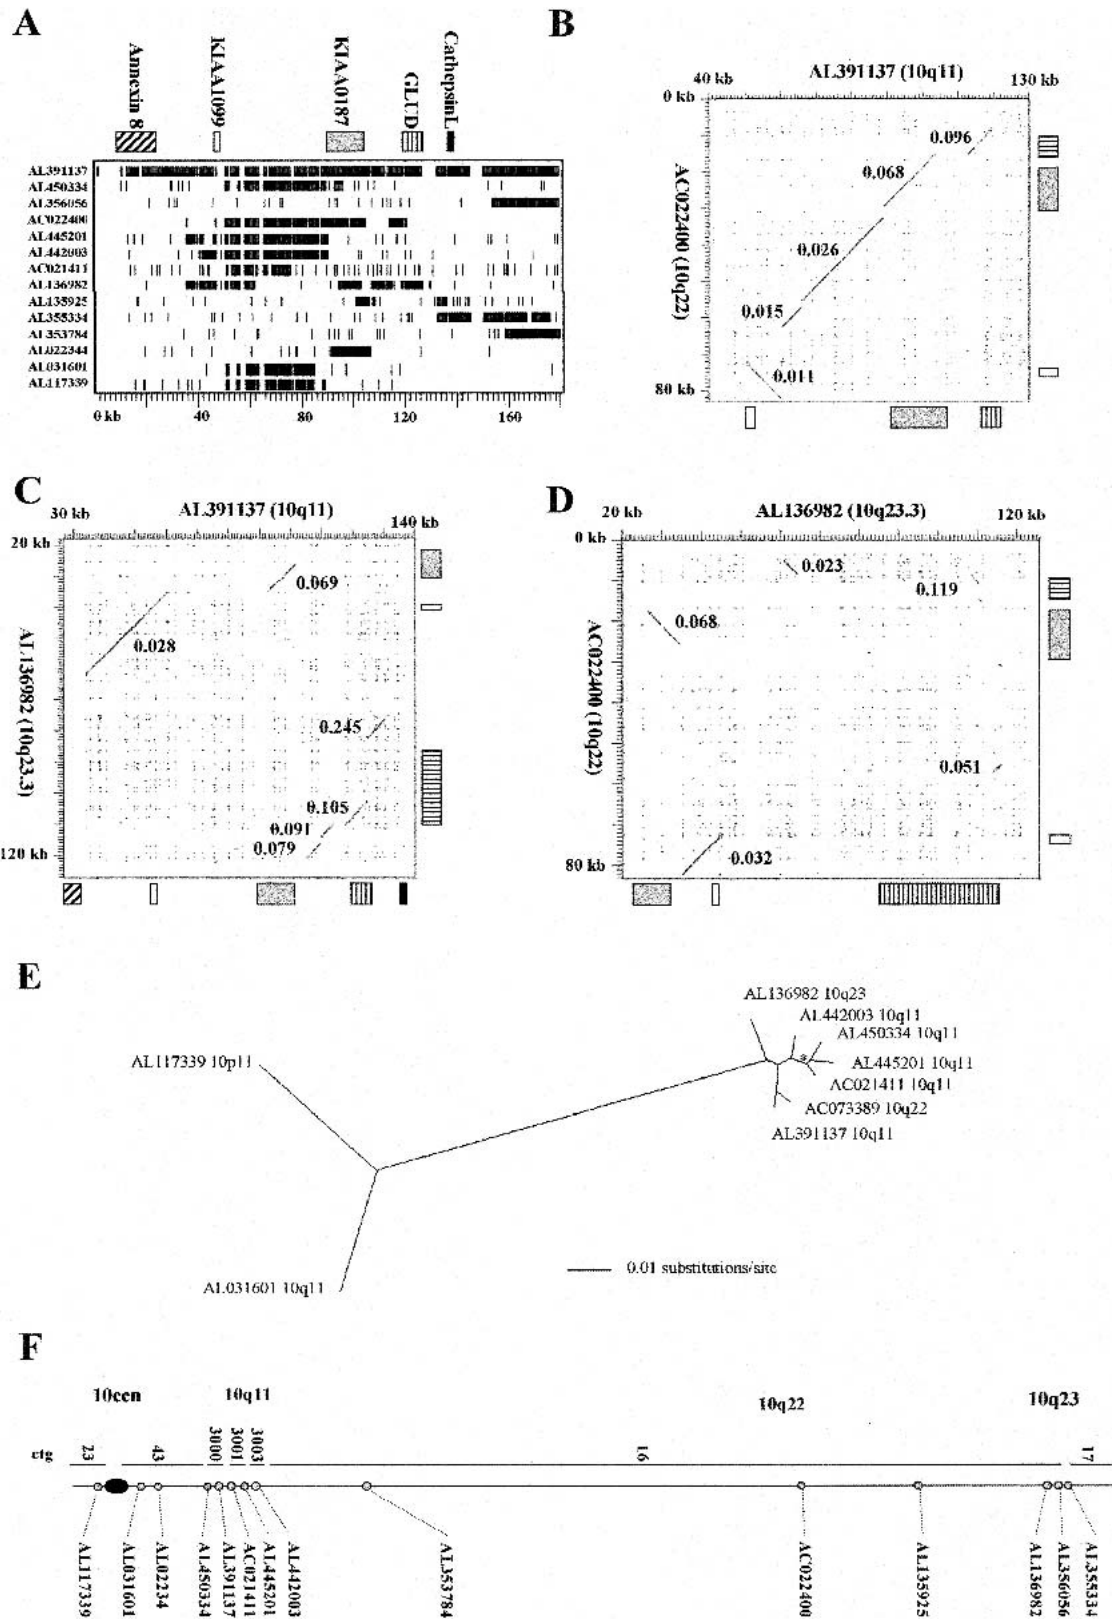 A
Annexin 8
KIAA1099
KIAA0187
GLUD
CathepsinL
AL391137
AL450334
AL356056
AC022400
AL445201
AL442003
AC021411
AL136982
AL135925
AL355334
AL353784
AL022344
AL031601
AL117339
0 kb 40 80 120 160
B
AL391137 (10q11)
40 kb 130 kb
0 kb
AC022400 (10q22)
0.096
0.068
0.026
0.015
0.011
80 kb
C
AL391137 (10q11)
30 kb 140 kb
20 kb
AL136982 (10q23.3)
0.069
0.028
0.245
0.105
0.091
0.079
120 kb
D
AL136982 (10q23.3)
20 kb 120 kb
0 kb
AC022400 (10q22)
0.023
0.119
0.068
0.051
0.032
80 kb
E
AL136982 10q23
AL442003 10q11
AL450334 10q11
*
AL445201 10q11
AC021411 10q11
AC073389 10q22
AL391137 10q11
AL117339 10p11
AL031601 10q11
0.01 substitutions/site
F
10cen 10q11 10q22 10q23
ctg 23 43 3000 3001 3003 16 17
AL117339
AL031601
AL02234
AL450334
AL391137
AC021411
AL445201
AL442003
AL353784
AC022400
AL135925
AL136982
AL356056
AL355334